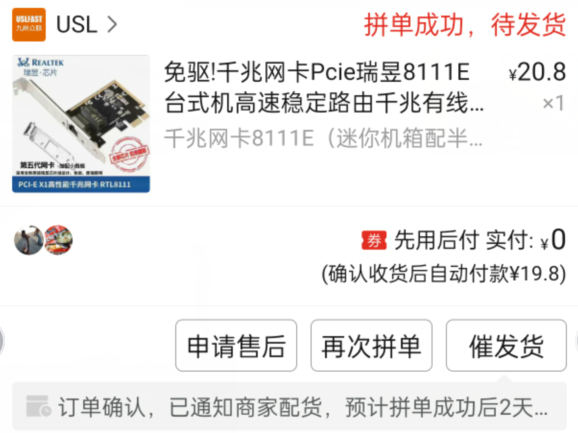 USLFAST
九州众联
USL >
拼单成功，待发货
REALTEK
瑞昱·芯片
第五代网卡
PCI-E X1高性能千兆网卡 RTL8111
免驱!千兆网卡Pcie瑞昱8111E
¥20.8
台式机高速稳定路由千兆有线...
×1
千兆网卡8111E（迷你机箱配半...
券 先用后付 实付: ¥0
(确认收货后自动付款¥19.8)
申请售后
再次拼单
催发货
订单确认，已通知商家配货，预计拼单成功后2天...